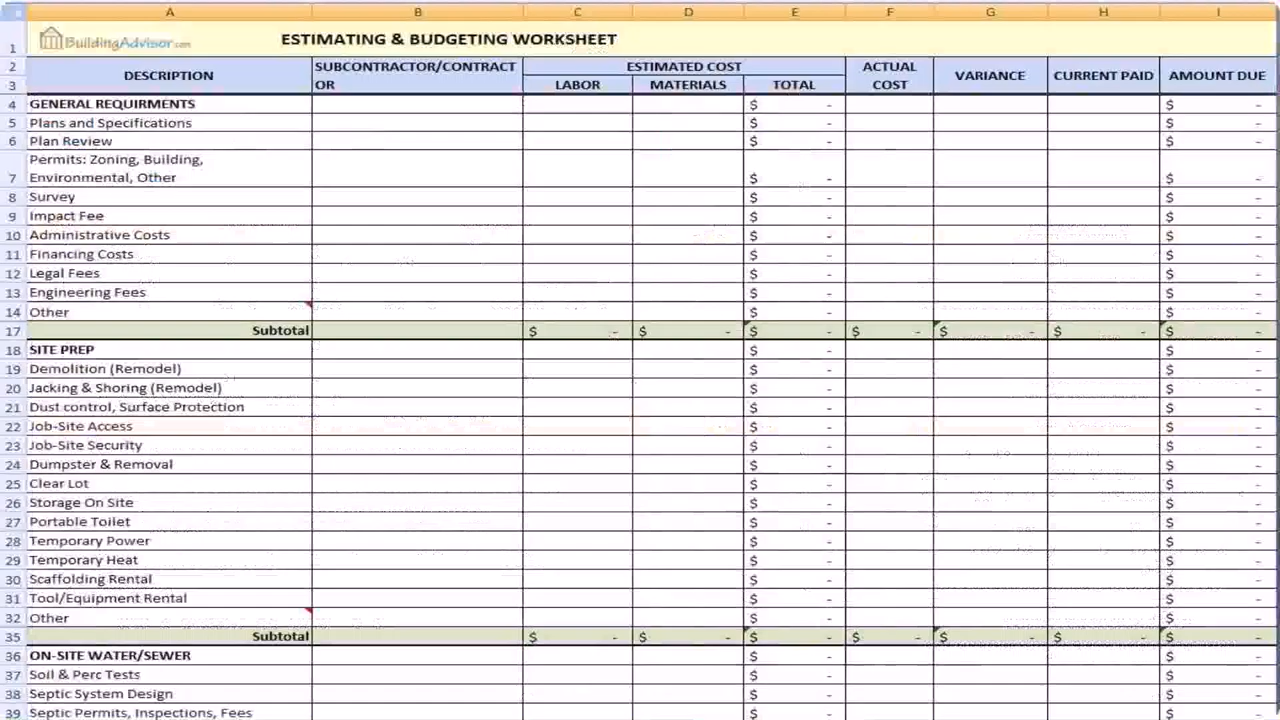 A B C D E F G H I
1 BuildingAdvisor.com ESTIMATING & BUDGETING WORKSHEET
2 DESCRIPTION SUBCONTRACTOR/CONTRACT ESTIMATED COST ACTUAL VARIANCE CURRENT PAID AMOUNT DUE
3 OR LABOR MATERIALS TOTAL COST
4 GENERAL REQUIRMENTS $ - $ -
5 Plans and Specifications $ - $ -
6 Plan Review $ - $ -
Permits: Zoning, Building,
7 Environmental, Other $ - $ -
8 Survey $ - $ -
9 Impact Fee $ - $ -
10 Administrative Costs $ - $ -
11 Financing Costs $ - $ -
12 Legal Fees $ - $ -
13 Engineering Fees $ - $ -
14 Other $ - $ -
17 Subtotal $ - $ - $ - $ - $ - $ - $ -
18 SITE PREP $ - $ -
19 Demolition (Remodel) $ - $ -
20 Jacking & Shoring (Remodel) $ - $ -
21 Dust control, Surface Protection $ - $ -
22 Job-Site Access $ - $ -
23 Job-Site Security $ - $ -
24 Dumpster & Removal $ - $ -
25 Clear Lot $ - $ -
26 Storage On Site $ - $ -
27 Portable Toilet $ - $ -
28 Temporary Power $ - $ -
29 Temporary Heat $ - $ -
30 Scaffolding Rental $ - $ -
31 Tool/Equipment Rental $ - $ -
32 Other $ - $ -
35 Subtotal $ - $ - $ - $ - $ - $ - $ -
36 ON-SITE WATER/SEWER $ - $ -
37 Soil & Perc Tests $ - $ -
38 Septic System Design $ - $ -
39 Septic Permits, Inspections, Fees $ - $ -